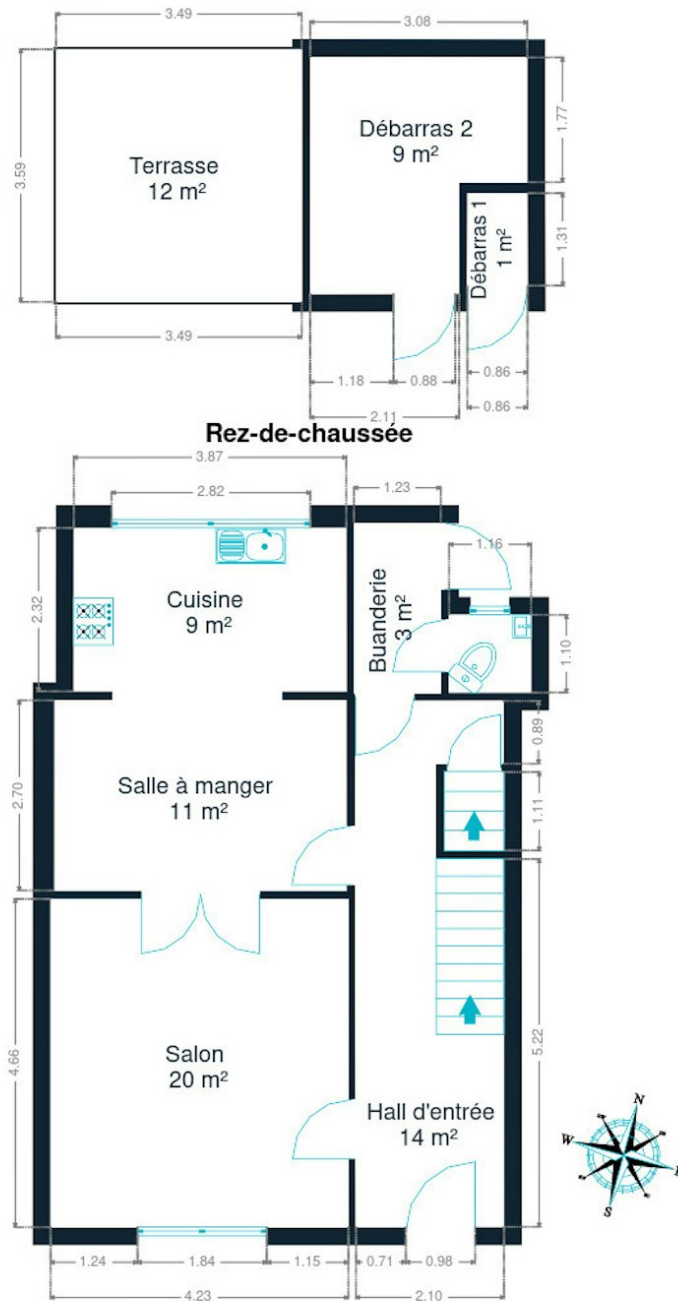 3.49
3.08
3.59
Terrasse
12 m²
Débarras 2
9 m²
1.77
Débarras 1
1 m²
1.31
3.49
1.18
0.88
0.86
2.11
0.86
Rez-de-chaussée
3.87
2.82
1.23
1.16
2.32
Cuisine
9 m²
Buanderie
3 m²
1.10
2.70
Salle à manger
11 m²
0.89
1.11
4.66
Salon
20 m²
5.22
Hall d'entrée
14 m²
N
W
E
S
1.24
1.84
1.15
0.71
0.98
4.23
2.10